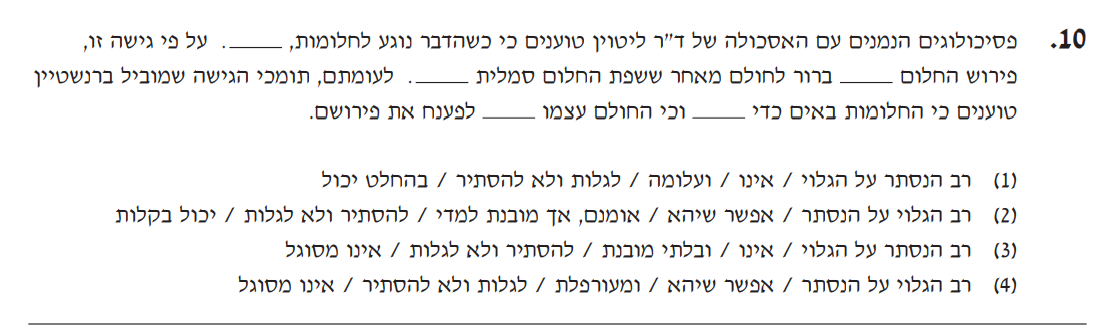 10. פסיכולוגים הנמנים עם האסכולה של ד"ר ליטוין טוענים כי כשהדבר נוגע לחלומות, _____. על פי גישה זו,
פירוש החלום _____ ברור לחולם מאחר ששפת החלום סמלית _____. לעומתם, תומכי הגישה שמוביל ברנשטיין
טוענים כי החלומות באים כדי _____ וכי החולם עצמו _____ לפענח את פירושם.
(1) רב הנסתר על הגלוי / אינו / ועלומה / לגלות ולא להסתיר / בהחלט יכול
(2) רב הגלוי על הנסתר / אפשר שיהא / אומנם, אך מובנת למדי / להסתיר ולא לגלות / יכול בקלות
(3) רב הנסתר על הגלוי / אינו / ובלתי מובנת / להסתיר ולא לגלות / אינו מסוגל
(4) רב הגלוי על הנסתר / אפשר שיהא / ומעורפלת / לגלות ולא להסתיר / אינו מסוגל